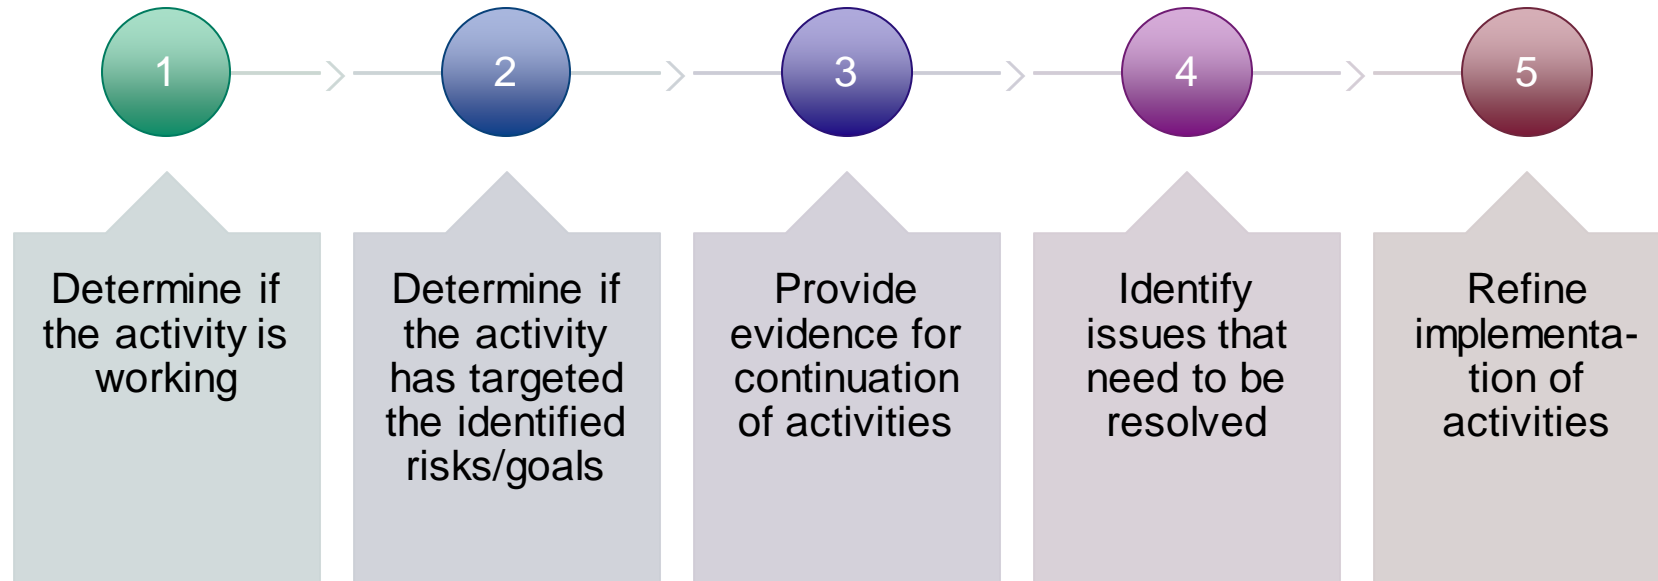 1
2
3
4
5
Determine if
the activity is
working
Determine if
the activity
has targeted
the identified
risks/goals
Provide
evidence for
continuation
of activities
Identify
issues that
need to be
resolved
Refine
implementa-
tion of
activities